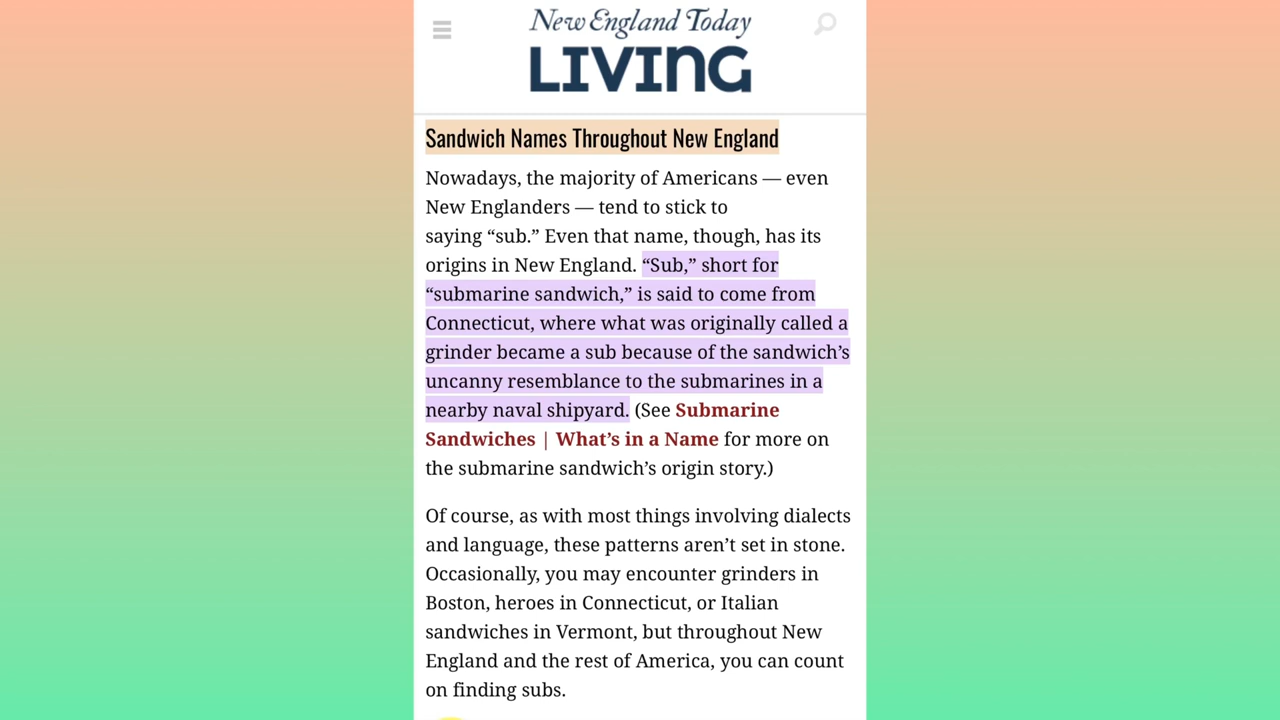 New England Today
LIVING
Sandwich Names Throughout New England
Nowadays, the majority of Americans — even
New Englanders — tend to stick to
saying “sub.” Even that name, though, has its
origins in New England. “Sub,” short for
“submarine sandwich,” is said to come from
Connecticut, where what was originally called a
grinder became a sub because of the sandwich’s
uncanny resemblance to the submarines in a
nearby naval shipyard. (See Submarine
Sandwiches | What’s in a Name for more on
the submarine sandwich’s origin story.)
Of course, as with most things involving dialects
and language, these patterns aren’t set in stone.
Occasionally, you may encounter grinders in
Boston, heroes in Connecticut, or Italian
sandwiches in Vermont, but throughout New
England and the rest of America, you can count
on finding subs.